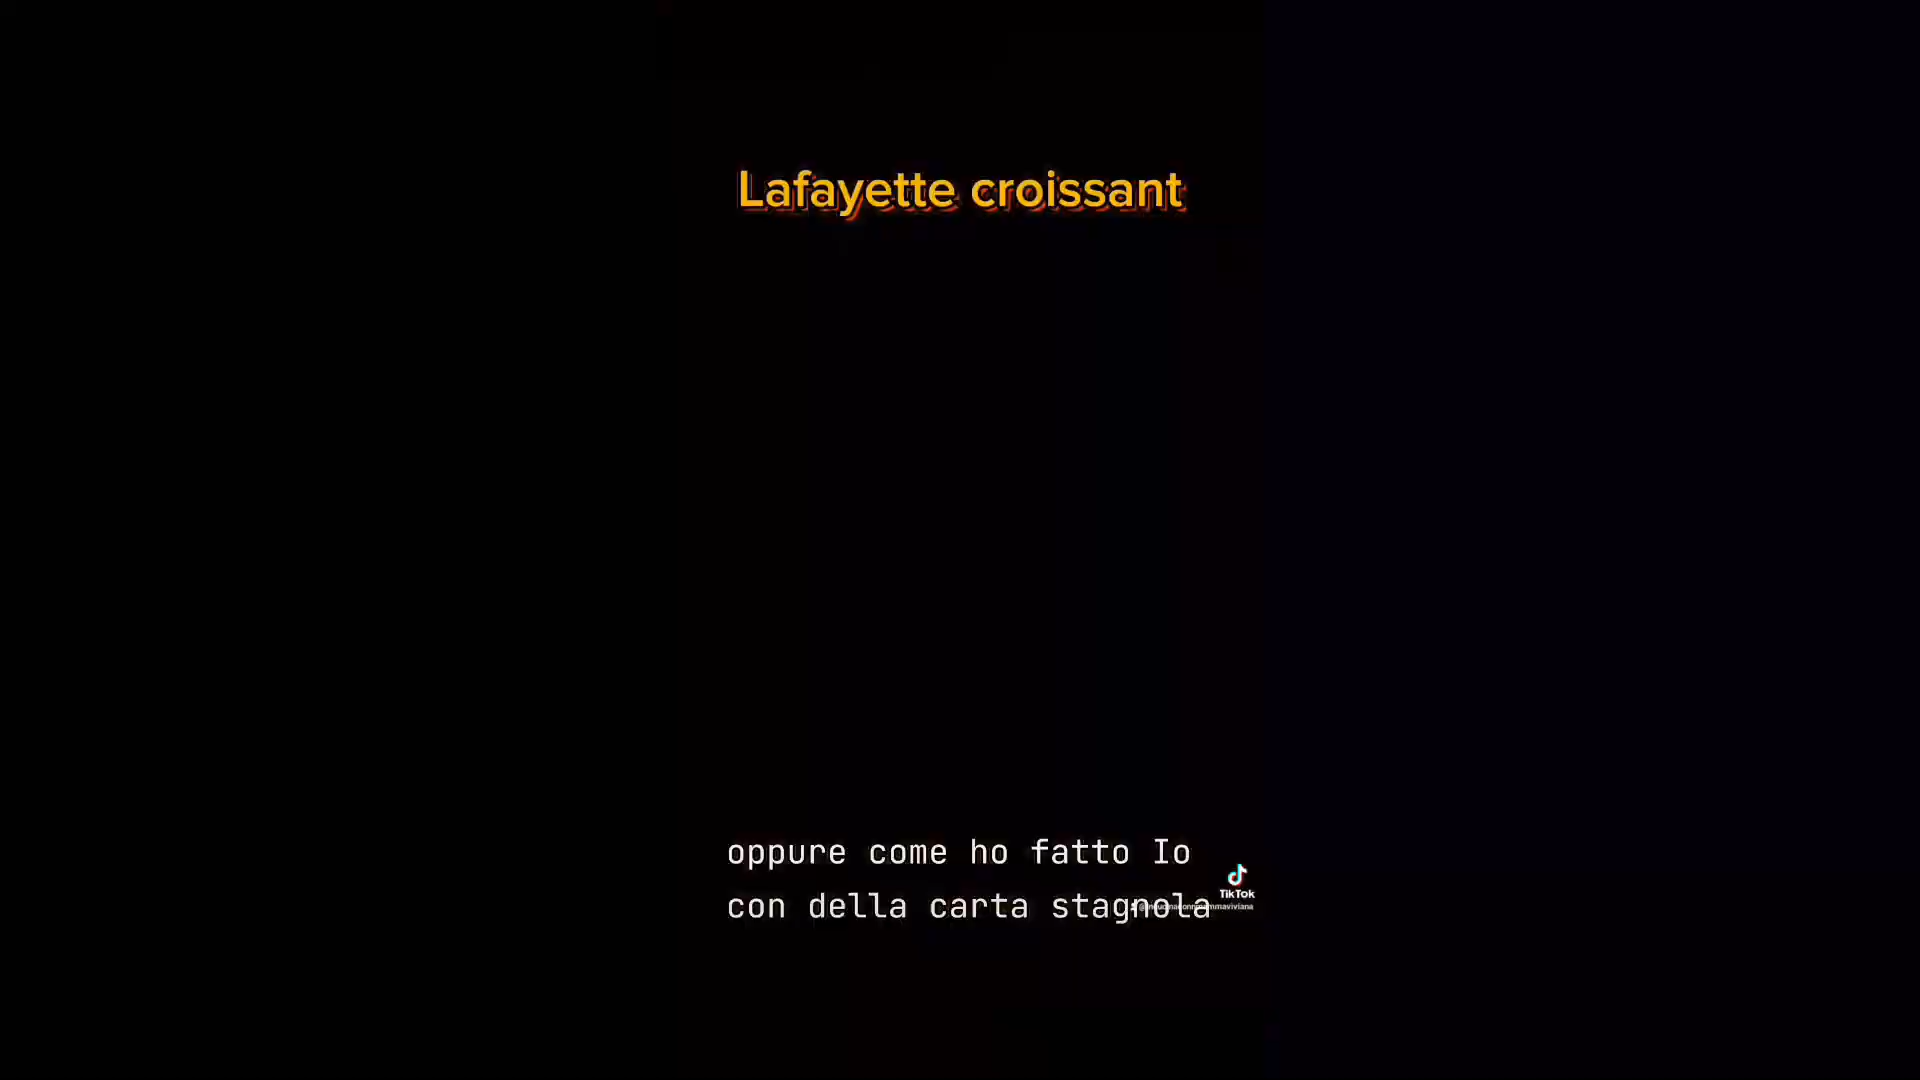 Lafayette croissant
oppure come ho fatto Io
con della carta stagnola
TikTok